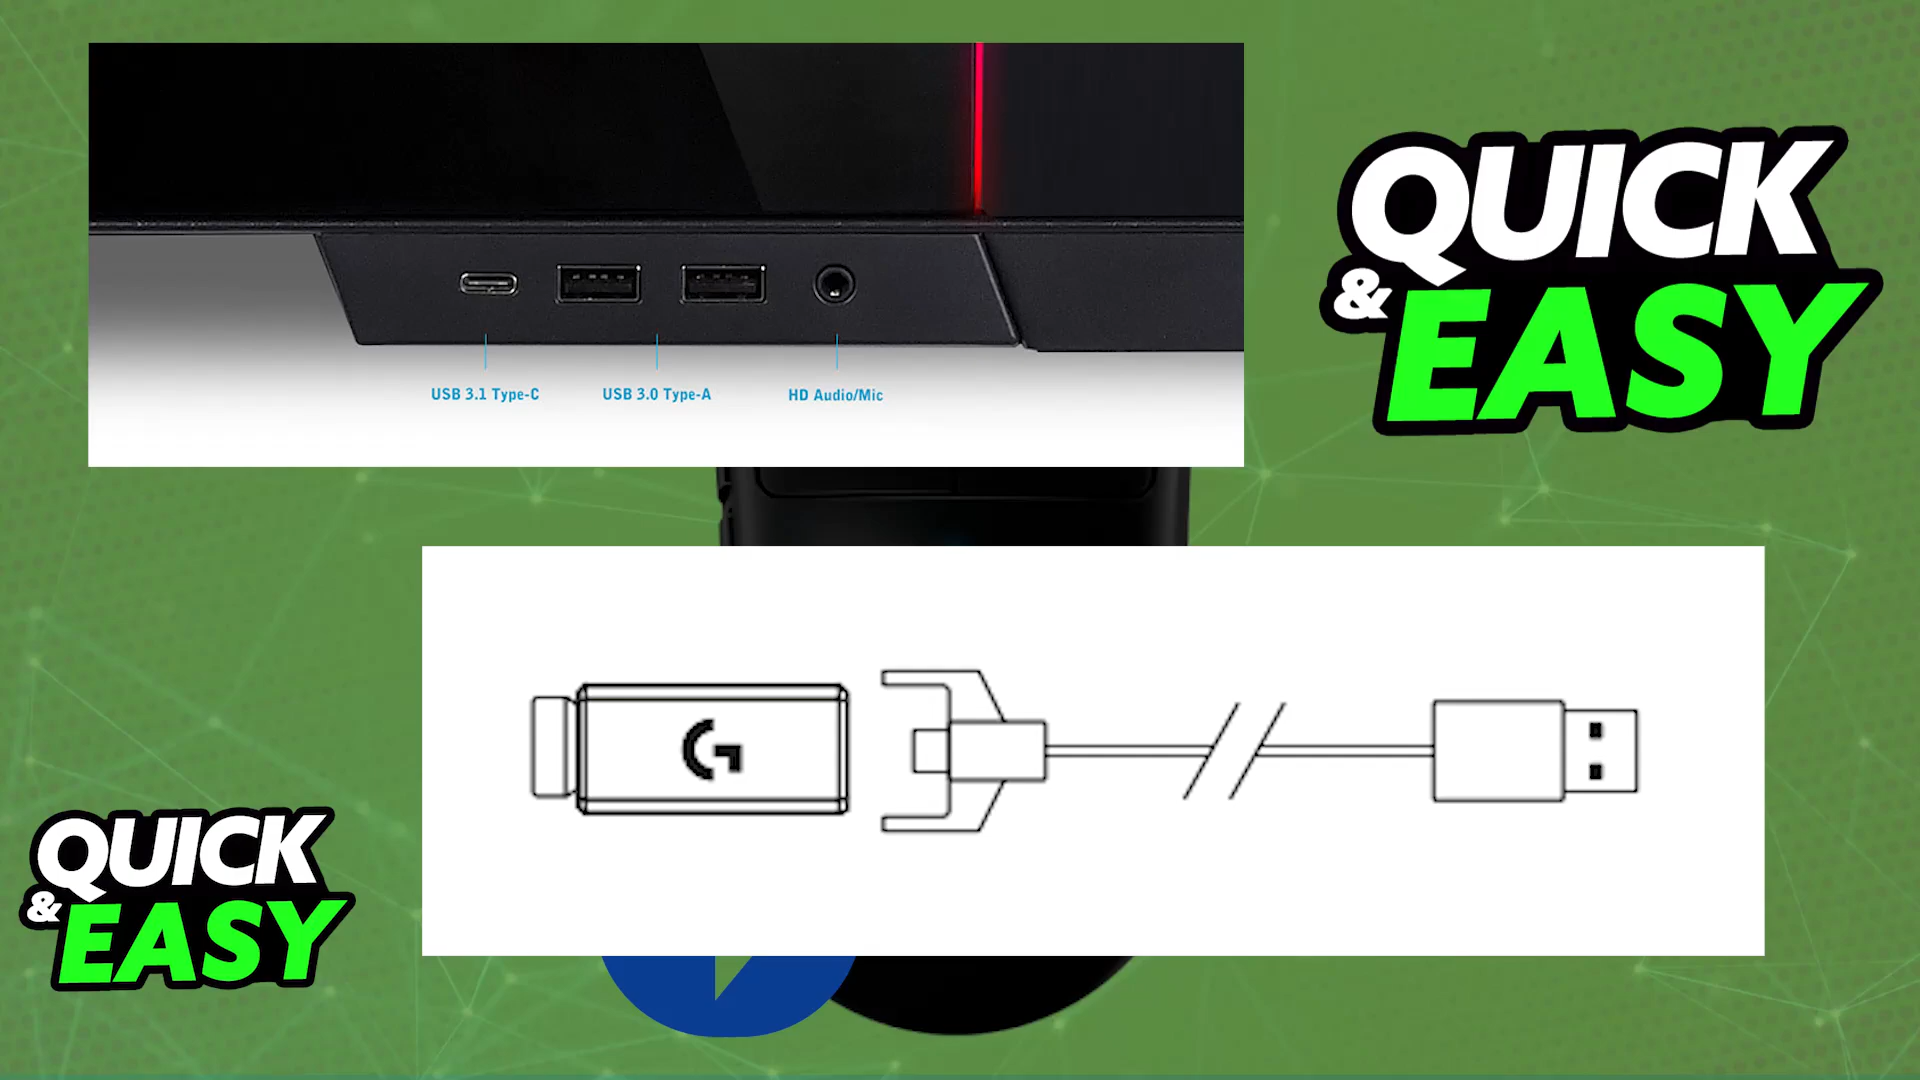 QUICK
& EASY
USB 3.1 Type-C USB 3.0 Type-A HD Audio/Mic
G
QUICK
& EASY